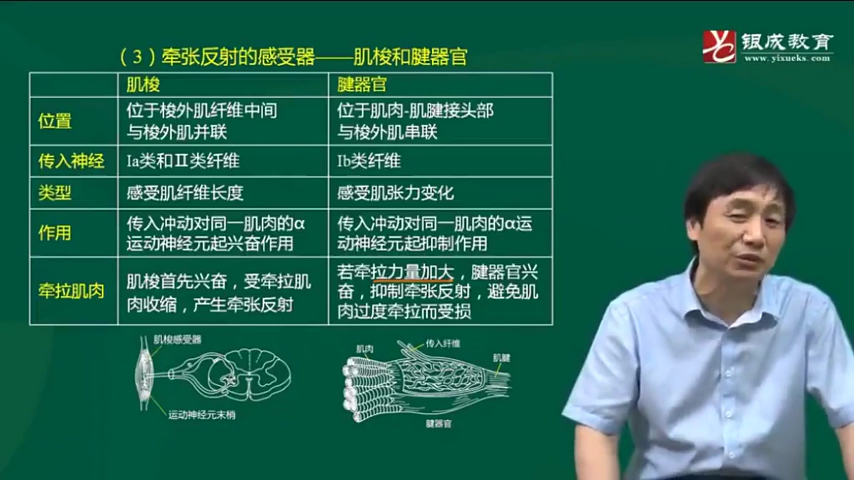 银成教育
www.yixueks.com
（3）牵张反射的感受器——肌梭和腱器官
肌梭
腱器官
位置
位于梭外肌纤维中间
与梭外肌并联
位于肌肉-肌腱接头部
与梭外肌串联
传入神经
Ia类和Ⅱ类纤维
Ib类纤维
类型
感受肌纤维长度
感受肌张力变化
作用
传入冲动对同一肌肉的α
运动神经元起兴奋作用
传入冲动对同一肌肉的α运
动神经元起抑制作用
牵拉肌肉
肌梭首先兴奋，受牵拉肌
肉收缩，产生牵张反射
若牵拉力量加大，腱器官兴
奋，抑制牵张反射，避免肌
肉过度牵拉而受损
肌梭感受器
运动神经元末梢
肌肉
传入纤维
肌腱
腱器官